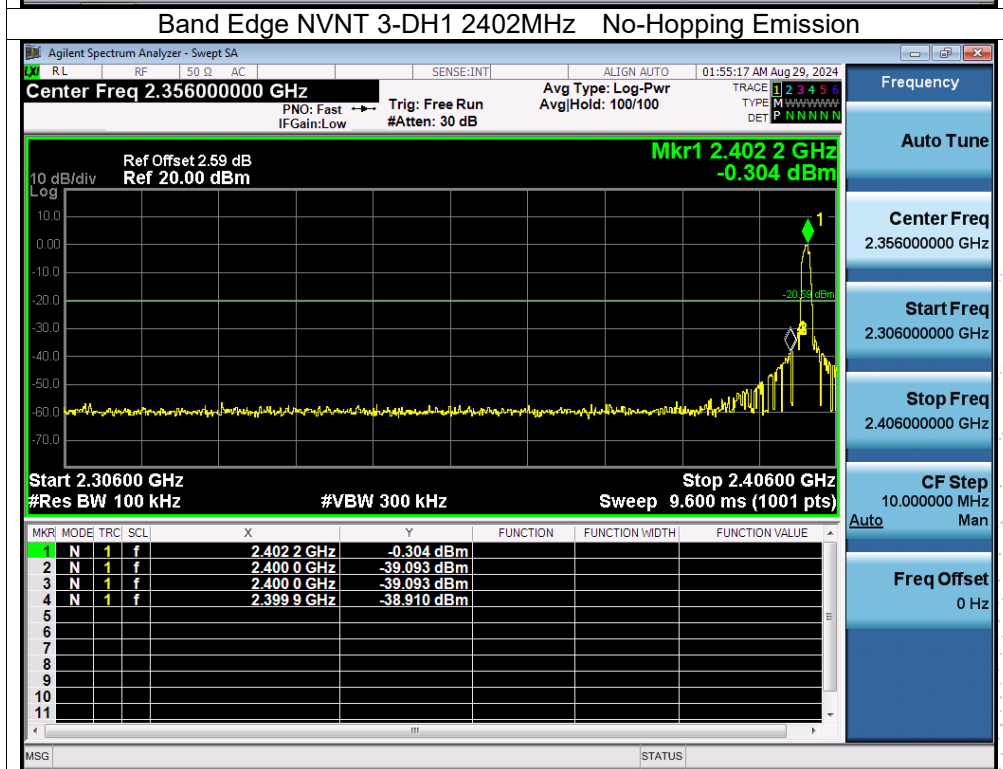 Band Edge NVNT 3-DH1 2402MHz No-Hopping Emission
Agilent Spectrum Analyzer - Swept SA
LXI RL RF 50 Ω AC SENSE:INT ALIGN AUTO 01:55:17 AM Aug 29, 2024
Center Freq 2.356000000 GHz
PNO: Fast
IFGain:Low
Trig: Free Run
#Atten: 30 dB
Avg Type: Log-Pwr
Avg|Hold: 100/100
TRACE 1 2 3 4 5 6
TYPE M WWWWW
DET P N N N N N
Frequency
Auto Tune
Center Freq
2.356000000 GHz
Start Freq
2.306000000 GHz
Stop Freq
2.406000000 GHz
CF Step
10.000000 MHz
Auto Man
Freq Offset
0 Hz
Mkr1 2.402 2 GHz
-0.304 dBm
Ref Offset 2.59 dB
10 dB/div Ref 20.00 dBm
Log
10.0
0.00
-10.0
-20.0
-30.0
-40.0
-50.0
-60.0
-70.0
1
-20.59 dBm
Start 2.30600 GHz Stop 2.40600 GHz
#Res BW 100 kHz #VBW 300 kHz Sweep 9.600 ms (1001 pts)
MKR MODE TRC SCL X Y FUNCTION FUNCTION WIDTH FUNCTION VALUE
1 N 1 f 2.402 2 GHz -0.304 dBm
2 N 1 f 2.400 0 GHz -39.093 dBm
3 N 1 f 2.400 0 GHz -39.093 dBm
4 N 1 f 2.399 9 GHz -38.910 dBm
5
6
7
8
9
10
11
MSG STATUS